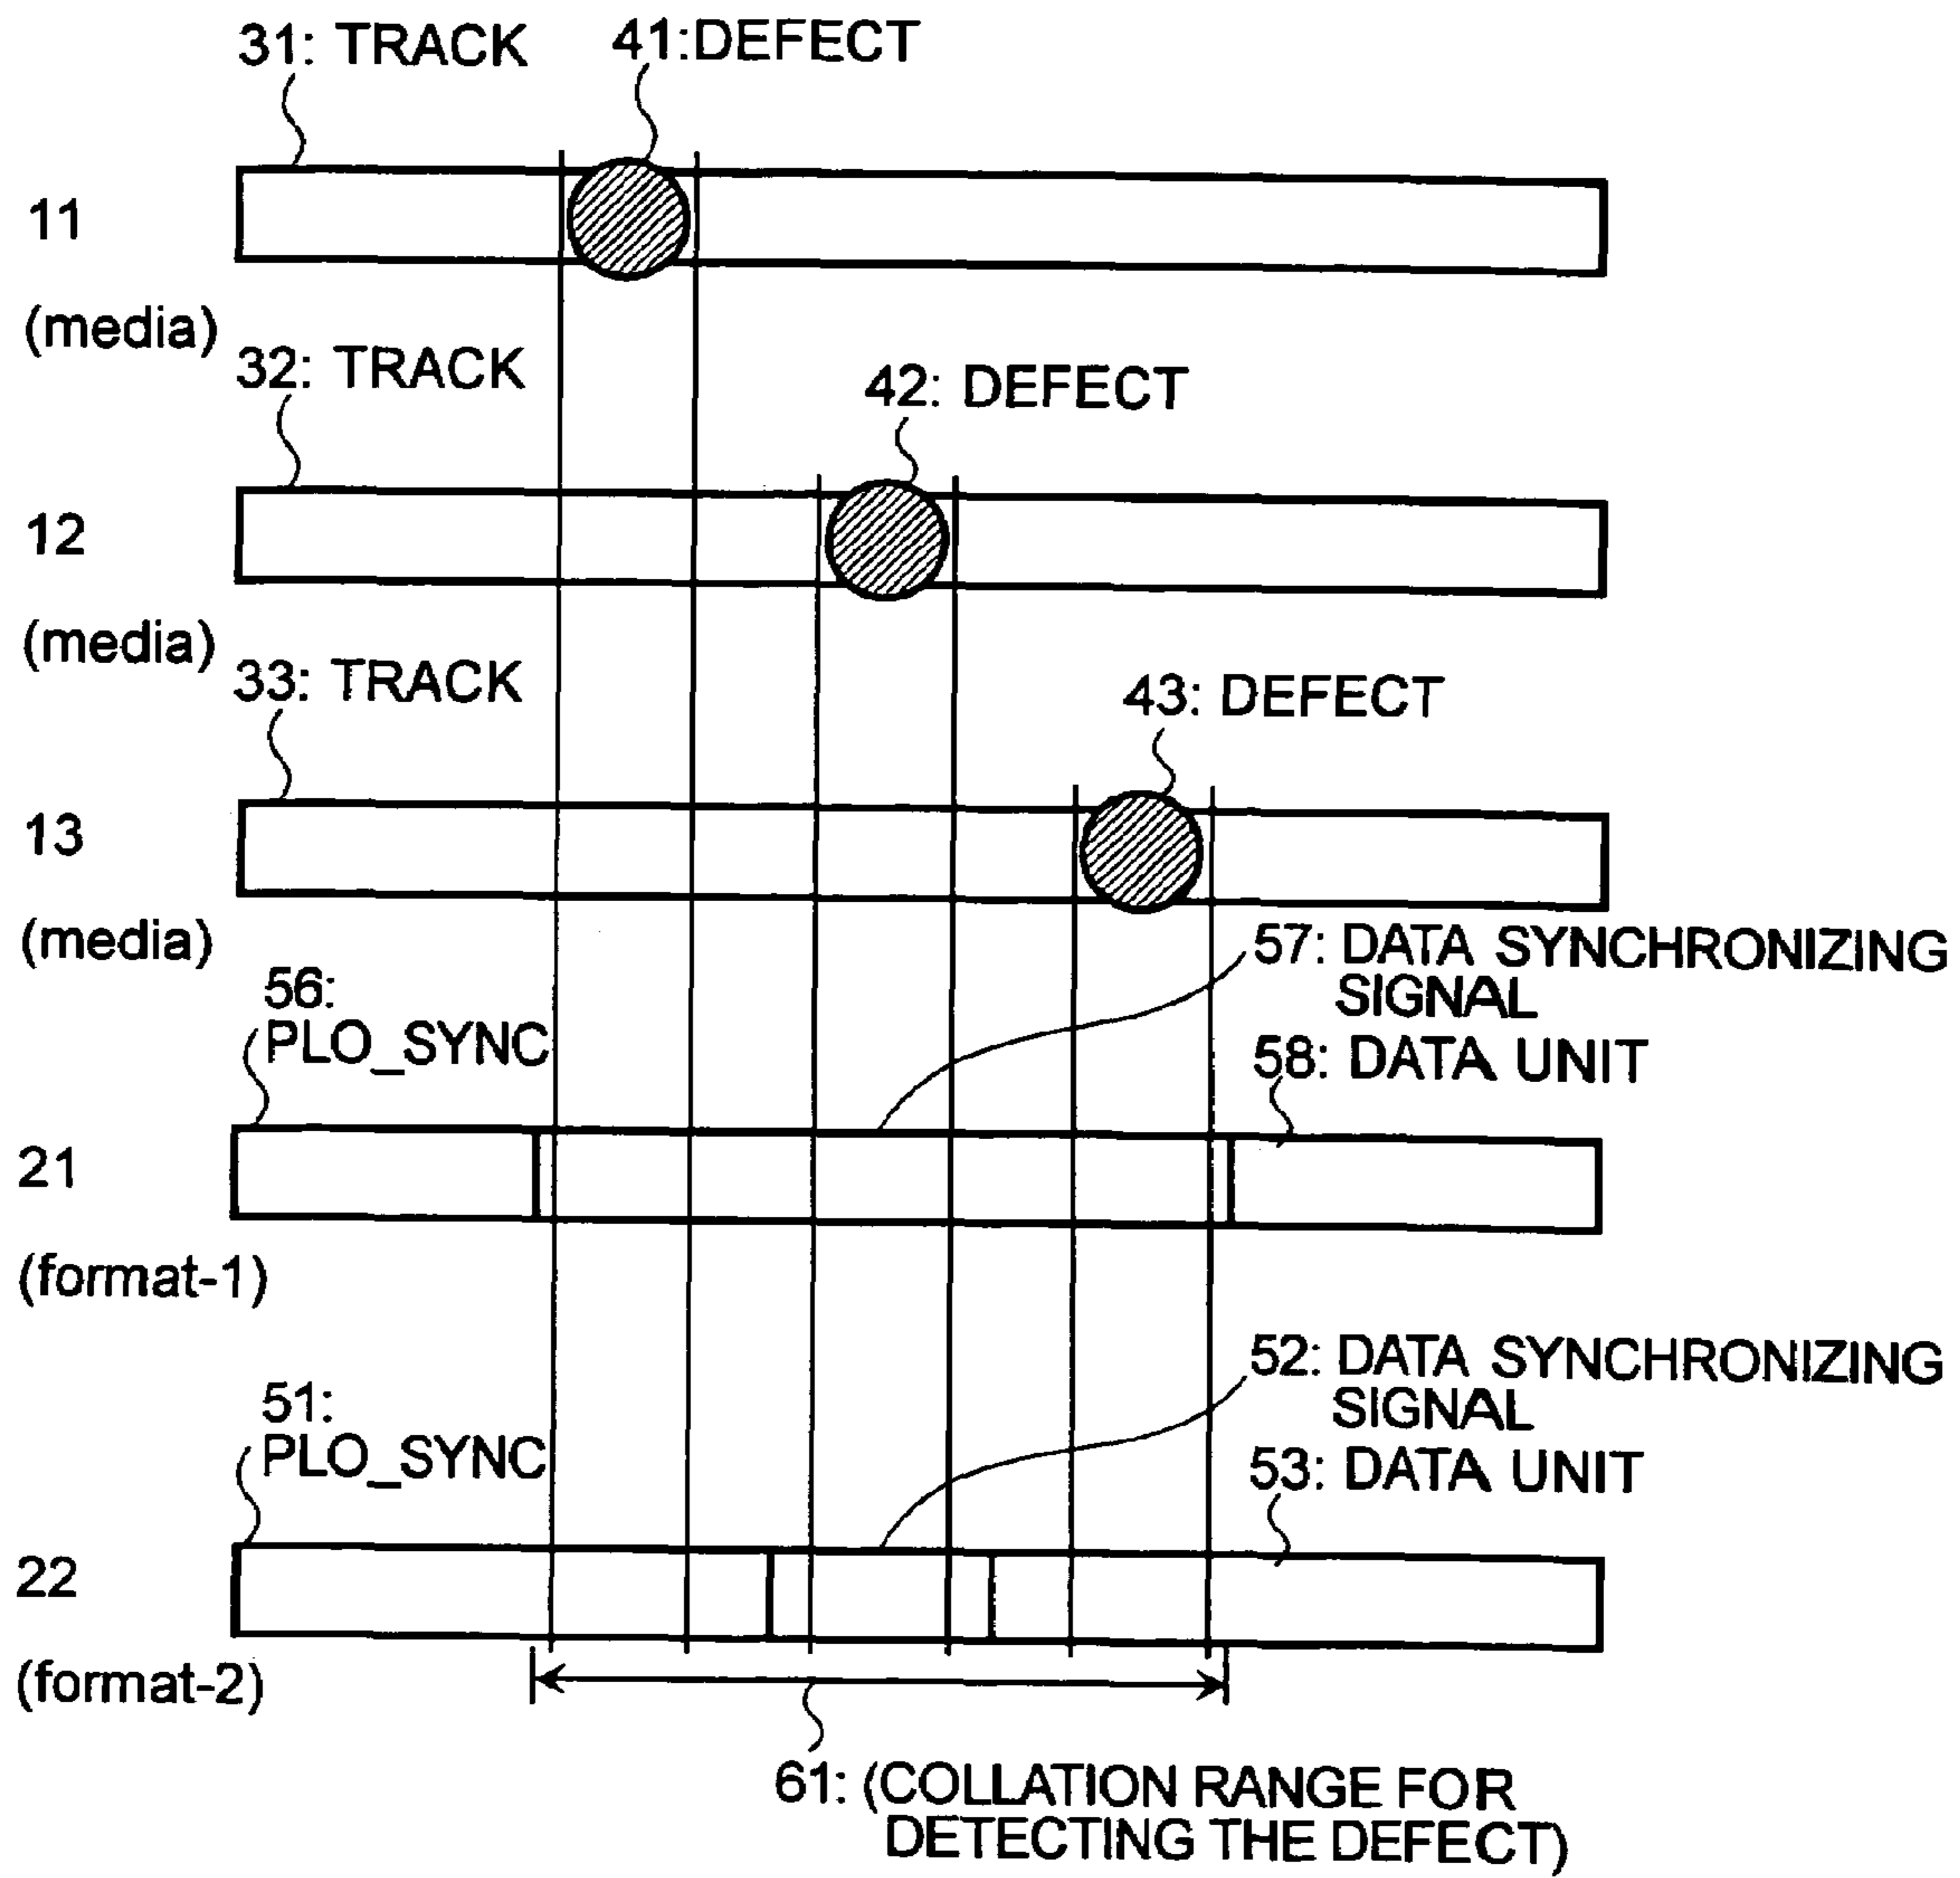 31: TRACK
41:DEFECT
11
(media)
32: TRACK
42: DEFECT
12
(media)
33: TRACK
43: DEFECT
13
(media)
57: DATA SYNCHRONIZING
SIGNAL
56:
PLO_SYNC
58: DATA UNIT
21
(format-1)
52: DATA SYNCHRONIZING
SIGNAL
51:
PLO_SYNC
53: DATA UNIT
22
(format-2)
61: (COLLATION RANGE FOR
DETECTING THE DEFECT)